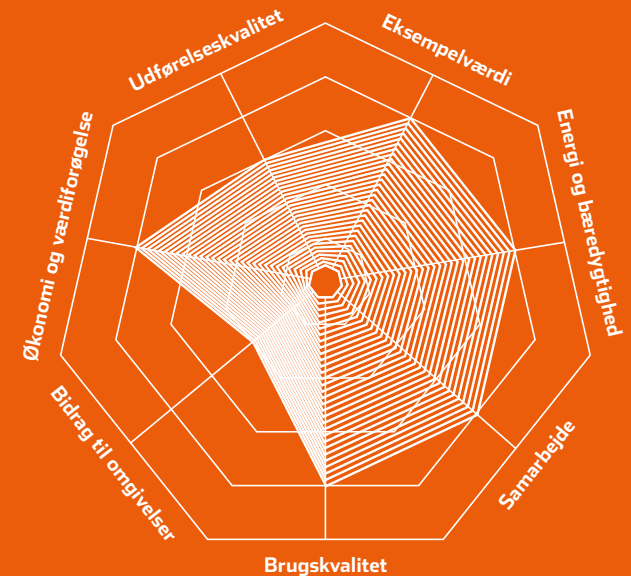 Udførelseskvalitet
Eksempelværdi
Energi og bæredygtighed
Samarbejde
Brugskvalitet
Bidrag til omgivelser
Økonomi og værdiforøgelse